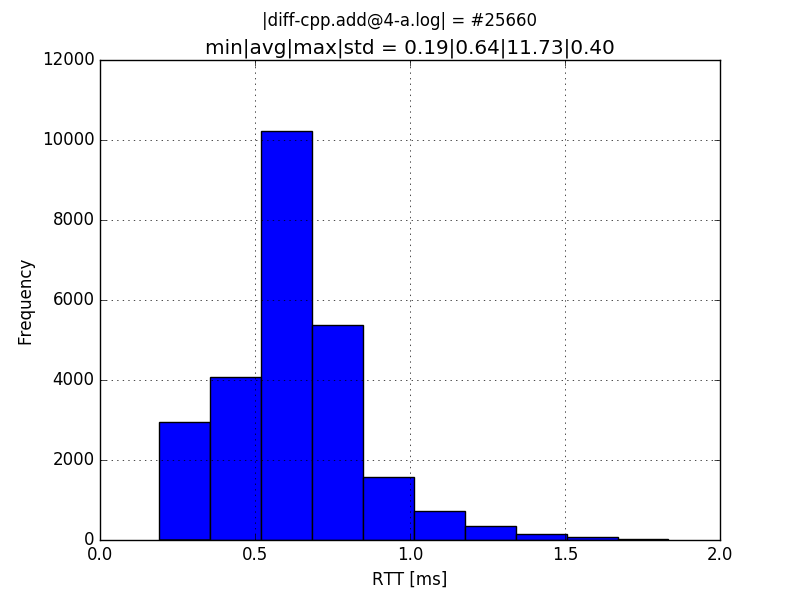 |diff-cpp.add@4-a.log| = #25660
min|avg|max|std = 0.19|0.64|11.73|0.40
12000
10000
8000
6000
4000
2000
0
Frequency
0.0 0.5 1.0 1.5 2.0
RTT [ms]